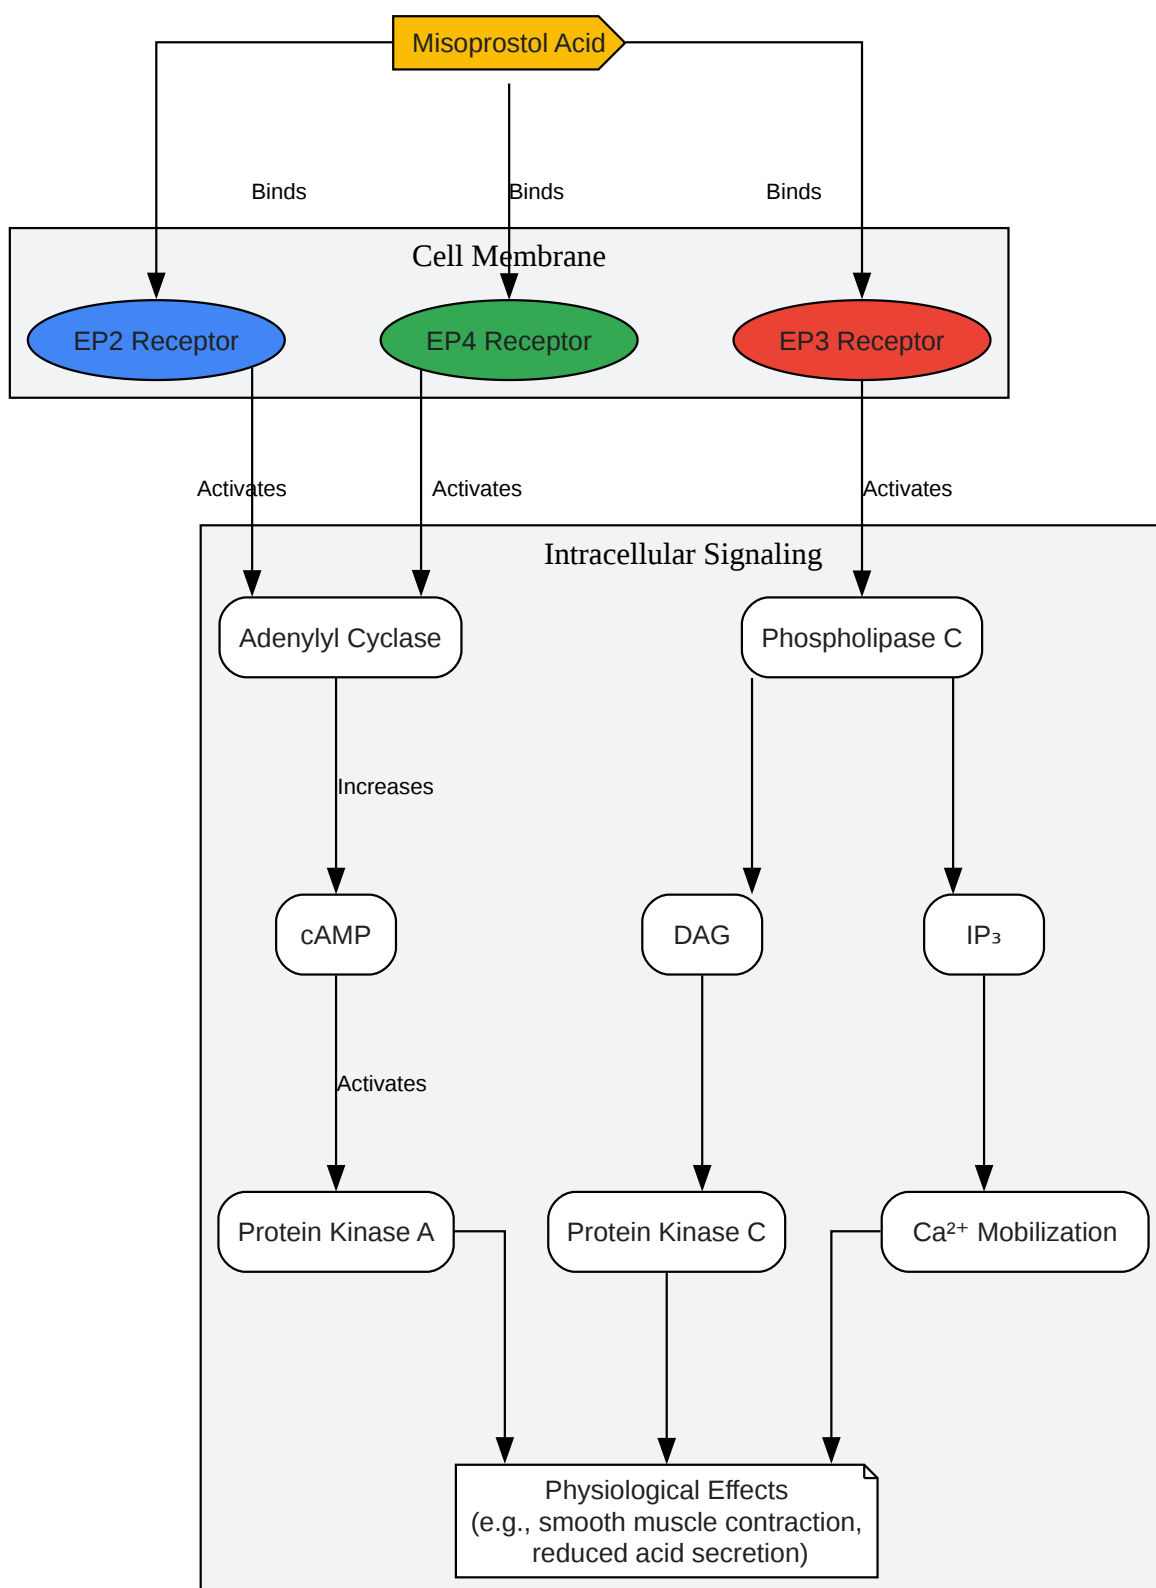 Misoprostol Acid
Binds
Binds
Binds
Cell Membrane
EP2 Receptor
EP4 Receptor
EP3 Receptor
Activates
Activates
Activates
Intracellular Signaling
Adenylyl Cyclase
Phospholipase C
Increases
cAMP
DAG
IP₃
Activates
Protein Kinase A
Protein Kinase C
Ca²⁺ Mobilization
Physiological Effects
(e.g., smooth muscle contraction,
reduced acid secretion)